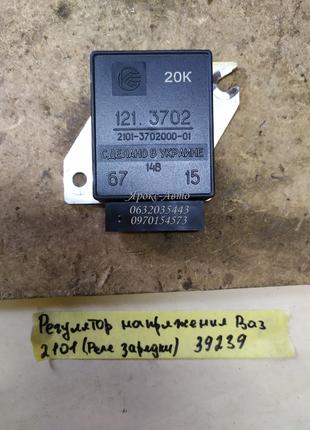 20K
121. 3702
2101-3702000-01
СДЕЛАНО В УКРАИНЕ
14В
67 15
Ярокс-Авто
0632035443
0970154573
Регулятор напряжения Ваз
2101 (Реле зарядки) 39239